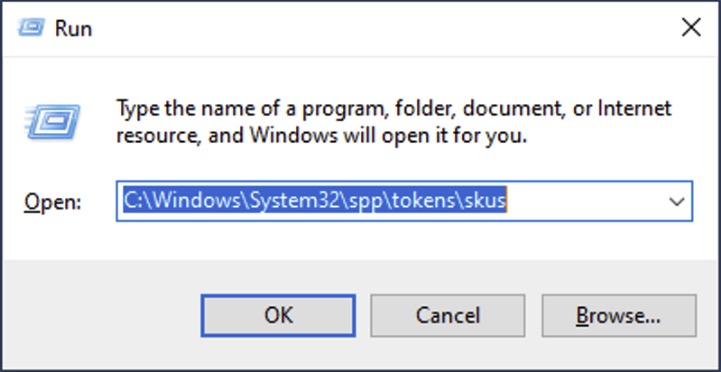 Run
Type the name of a program, folder, document, or Internet
resource, and Windows will open it for you.
Open: C:\Windows\System32\spp\tokens\skus
OK Cancel Browse...